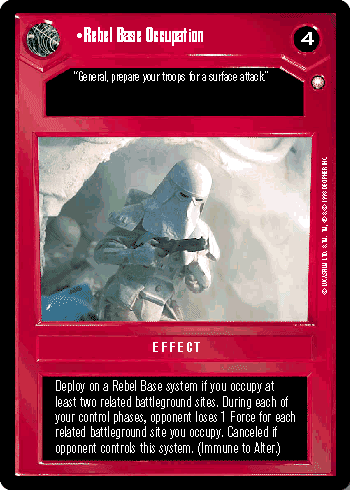 •Rebel Base Occupation
4
"General, prepare your troops for a surface attack."
EFFECT
Deploy on a Rebel Base system if you occupy at
least two related battleground sites. During each of
your control phases, opponent loses 1 Force for each
related battleground site you occupy. Canceled if
opponent controls this system. (Immune to Alter.)